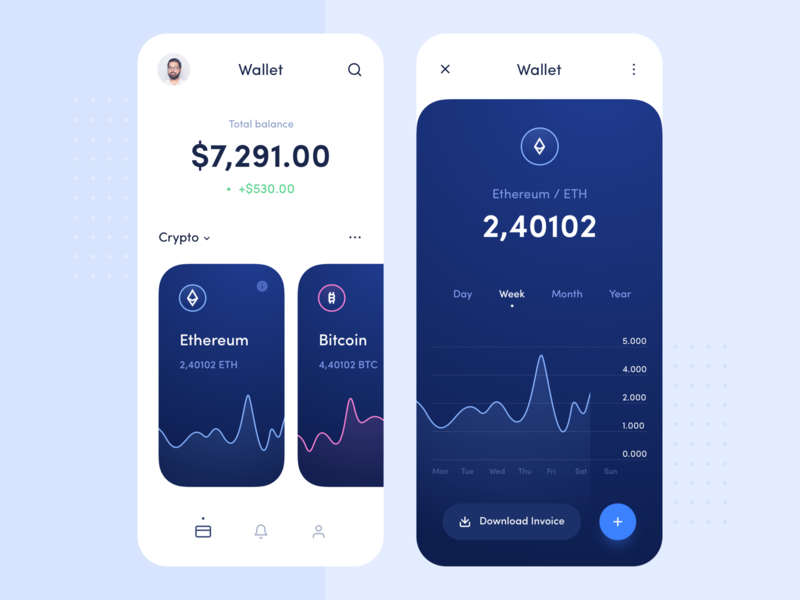 Wallet
Total balance
$7,291.00
+$530.00
Crypto
Ethereum
2,40102 ETH
Bitcoin
4,40102 BTC
Wallet
Ethereum / ETH
2,40102
Day Week Month Year
5.000
4.000
2.000
1.000
0.000
Mon Tue Wed Thu Fri Sat Sun
Download Invoice